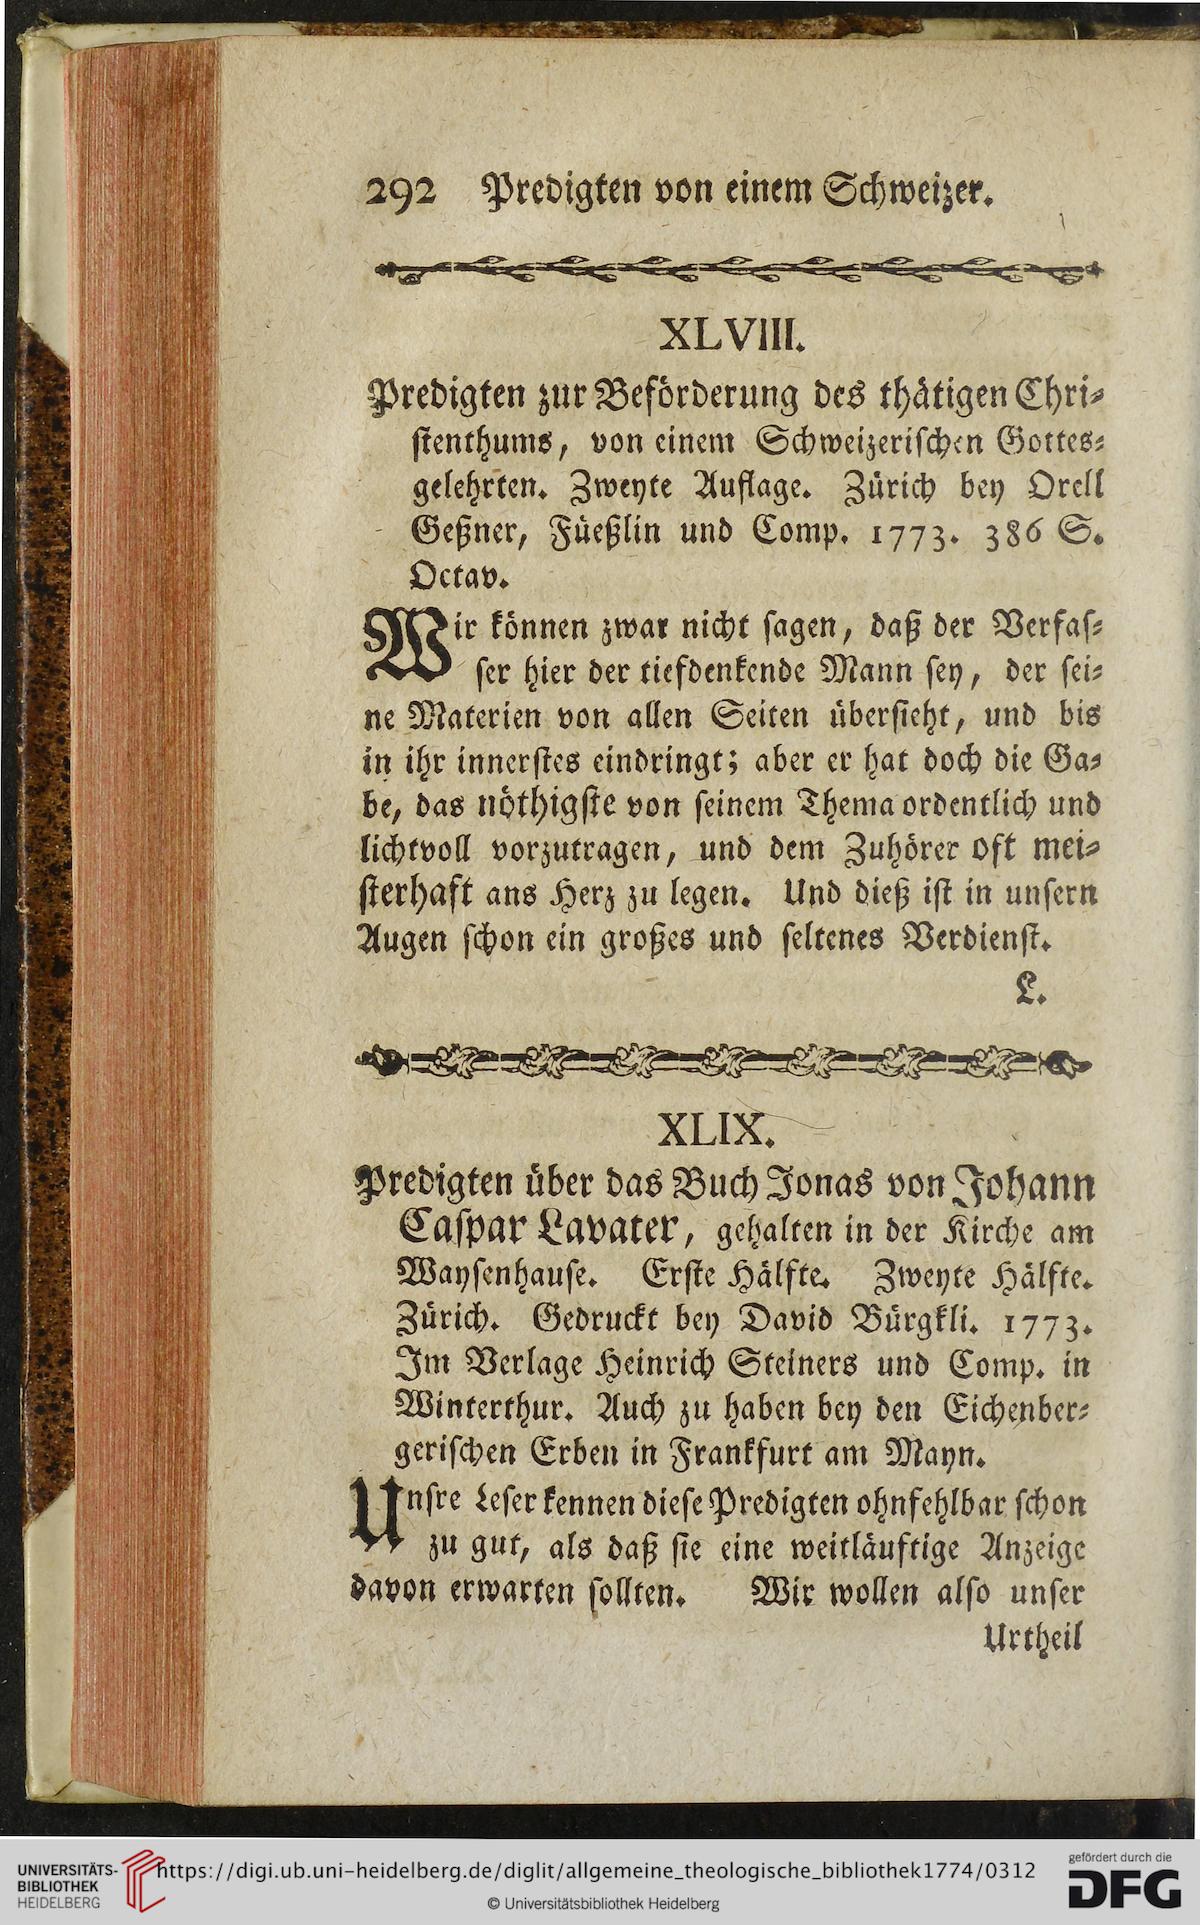 292 Predigten von einem Schweizer.
XLVIII.
Predigten zur Beförderung des thätigen Chri-
stenthums, von einem Schweizerischen Gottes-
gelehrten. Zweyte Auflage. Zürich bey Orell
Geßner, Füeßlin und Comp. 1773. 386 S.
Octav.
Wir können zwar nicht sagen, daß der Verfas-
ser hier der tiefdenkende Mann sey, der sei-
ne Materien von allen Seiten übersieht, und bis
in ihr innerstes eindringt; aber er hat doch die Ga-
be, das nöthigste von seinem Thema ordentlich und
lichtvoll vorzutragen, und dem Zuhörer oft mei-
sterhaft ans Herz zu legen. Und dieß ist in unsern
Augen schon ein großes und seltenes Verdienst.
L.
XLIX.
Predigten über das Buch Jonas von Johann
Caspar Lavater, gehalten in der Kirche am
Waysenhause. Erste Hälfte. Zweyte Hälfte.
Zürich. Gedruckt bey David Bürgkli. 1773.
Im Verlage Heinrich Steiners und Comp. in
Winterthur. Auch zu haben bey den Eichenber-
gerischen Erben in Frankfurt am Mayn.
Unsre Leser kennen diese Predigten ohnfehlbar schon
zu gut, als daß sie eine weitläuftige Anzeige
davon erwarten sollten. Wir wollen also unser
Urtheil
UNIVERSITÄTS-
BIBLIOTHEK
HEIDELBERG
https://digi.ub.uni-heidelberg.de/diglit/allgemeine_theologische_bibliothek1774/0312
© Universitätsbibliothek Heidelberg
gefördert durch die
DFG